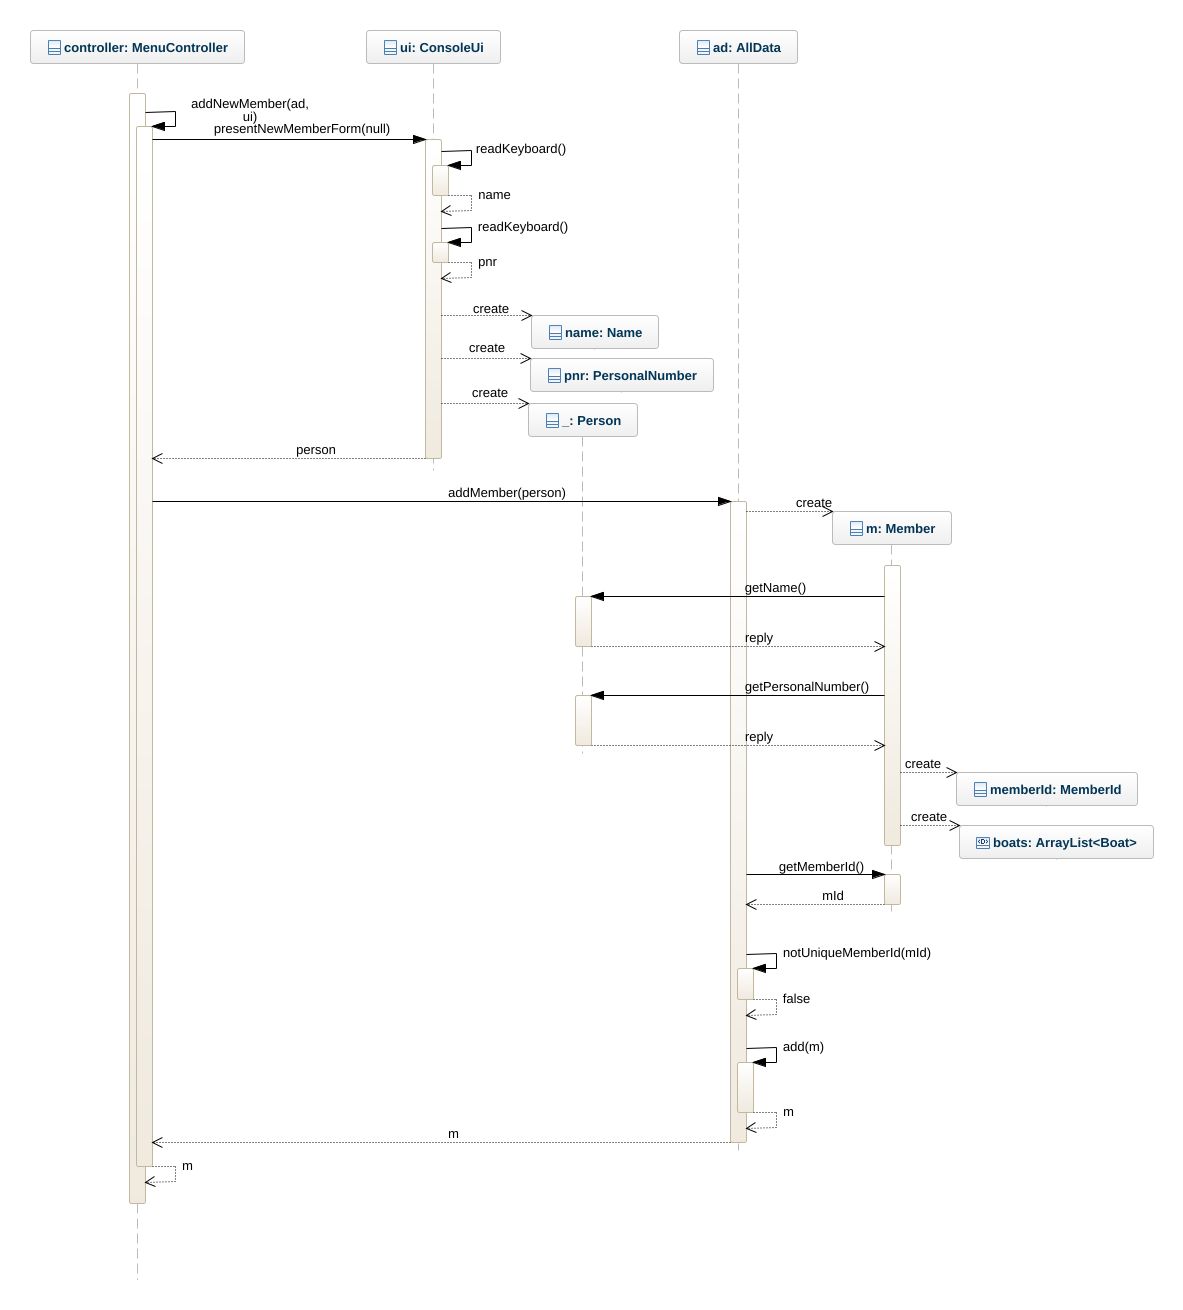 controller: MenuController
ui: ConsoleUi
ad: AllData
addNewMember(ad,
ui)
presentNewMemberForm(null)
readKeyboard()
name
readKeyboard()
pnr
create
name: Name
create
pnr: PersonalNumber
create
_: Person
person
addMember(person)
create
m: Member
getName()
reply
getPersonalNumber()
reply
create
memberId: MemberId
create
<D>
boats: ArrayList<Boat>
getMemberId()
mId
notUniqueMemberId(mId)
false
add(m)
m
m
m